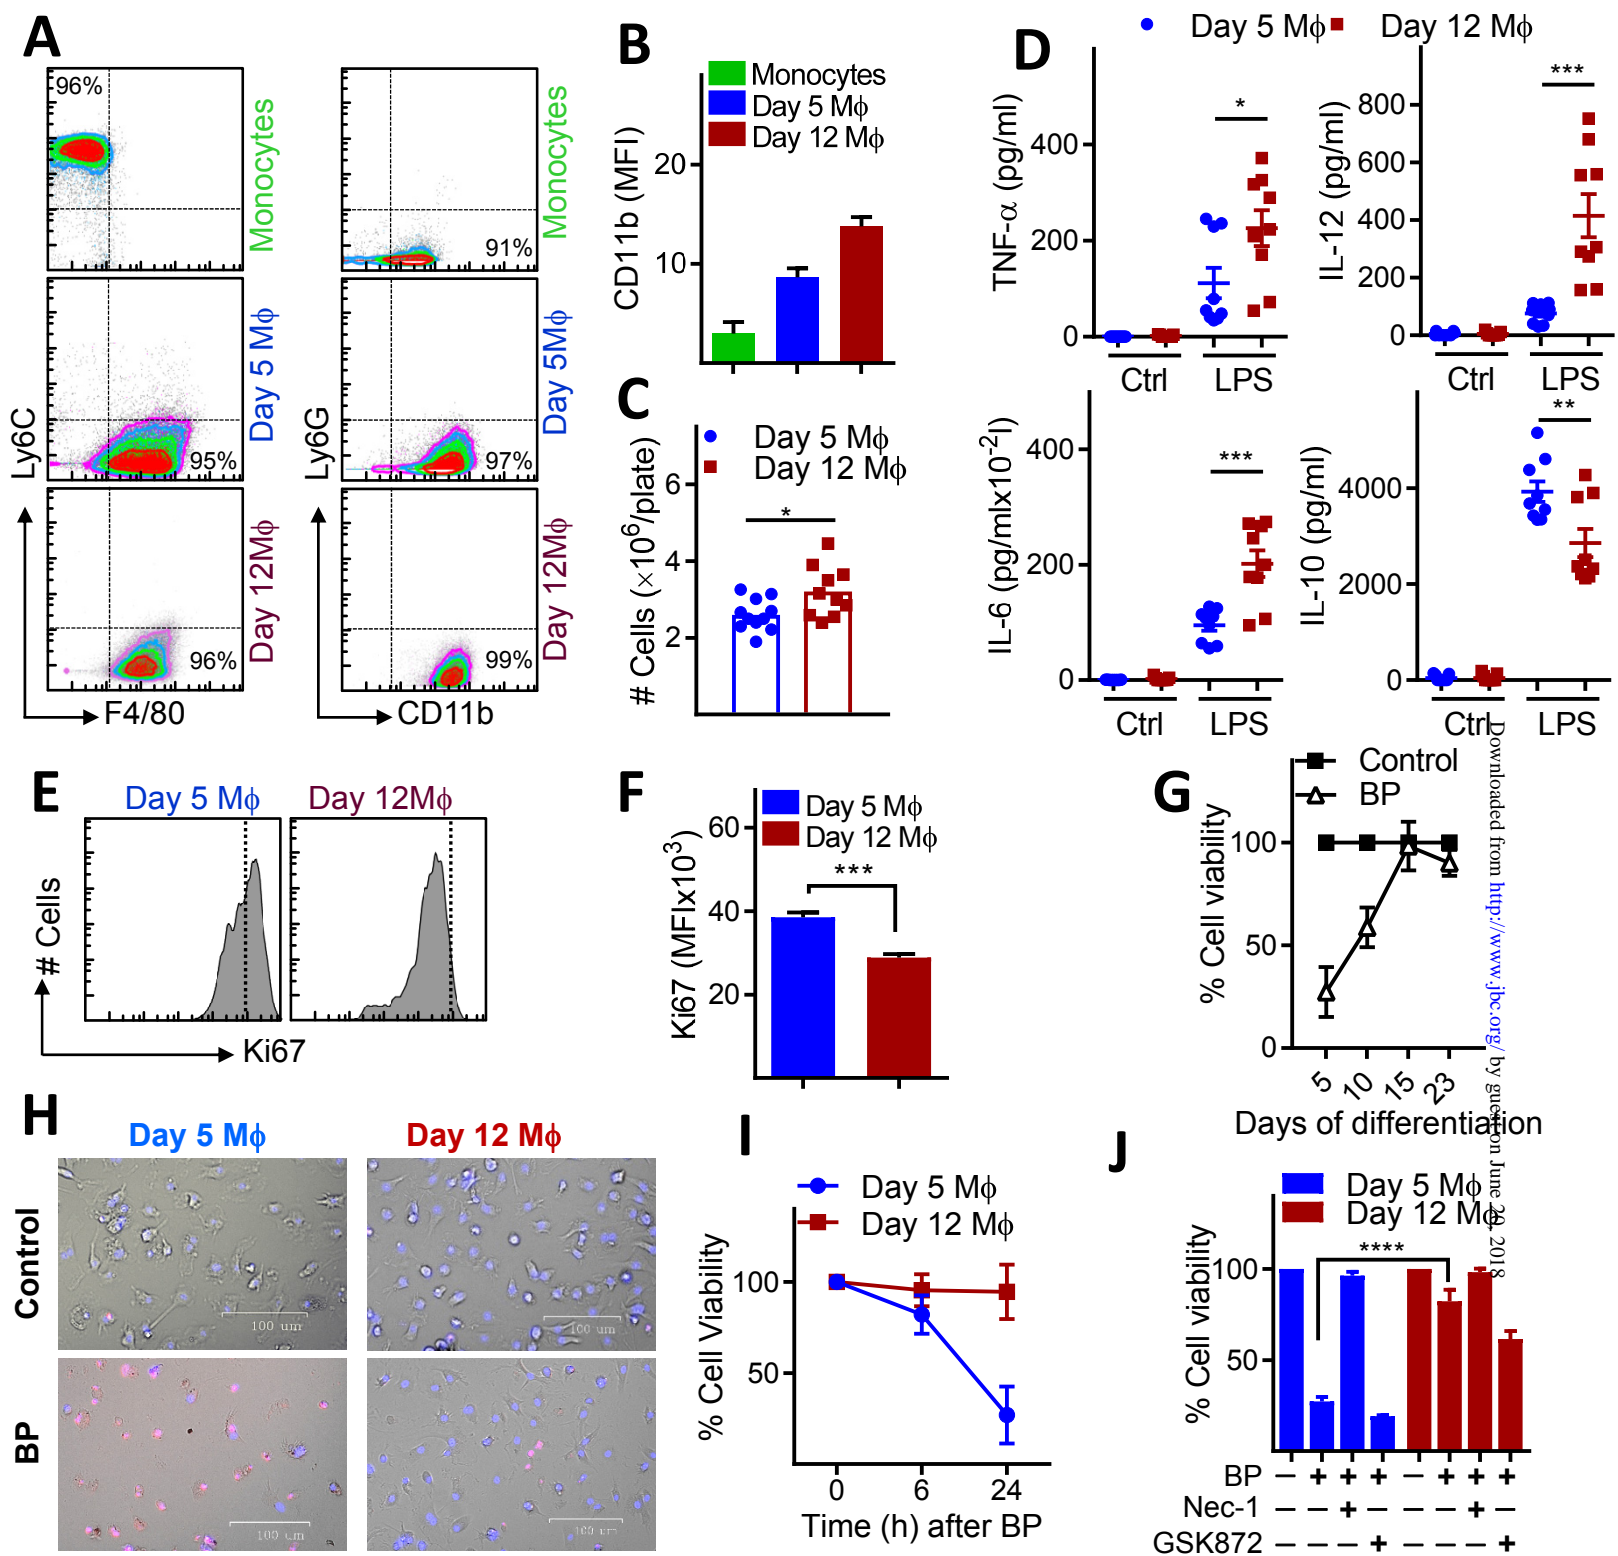 A
96%
Monocytes
91%
Monocytes
Ly6C
95%
Day 5 Mϕ
Ly6G
97%
Day 5Mϕ
96%
Day 12Mϕ
99%
Day 12Mϕ
F4/80
CD11b
B
Monocytes
Day 5 Mϕ
Day 12 Mϕ
CD11b (MFI)
20
10
C
Day 5 Mϕ
Day 12 Mϕ
# Cells (×10⁶/plate)
6
4
2
*
D
Day 5 Mϕ
Day 12 Mϕ
TNF-α (pg/ml)
400
200
0
*
Ctrl
LPS
IL-12 (pg/ml)
800
600
400
200
0
***
Ctrl
LPS
IL-6 (pg/mlx10⁻²l)
400
200
0
***
Ctrl
LPS
IL-10 (pg/ml)
4000
2000
0
**
Ctrl
LPS
E
Day 5 Mϕ
Day 12Mϕ
# Cells
Ki67
F
Day 5 Mϕ
Day 12 Mϕ
Ki67 (MFIx10³)
60
40
20
***
G
Control
BP
% Cell viability
100
50
0
5
10
15
23
Days of differentiation
Downloaded from http://www.jbc.org/ by guest on June 20, 2018
H
Day 5 Mϕ
Day 12 Mϕ
Control
100 um
100 um
BP
100 um
100 um
I
Day 5 Mϕ
Day 12 Mϕ
% Cell Viability
100
50
0
6
24
Time (h) after BP
J
Day 5 Mϕ
Day 12 Mϕ
****
% Cell viability
100
50
BP − + + + − + + +
Nec-1 − − + − − − + −
GSK872 − − − + − − − +